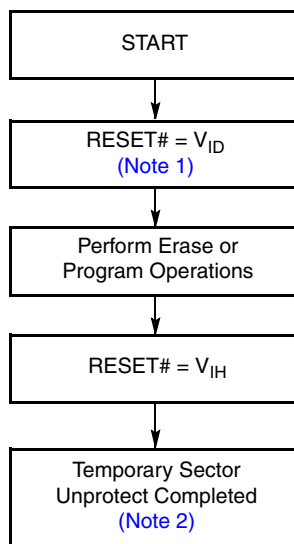 START
RESET# = VID
(Note 1)
Perform Erase or
Program Operations
RESET# = VIH
Temporary Sector
Unprotect Completed
(Note 2)